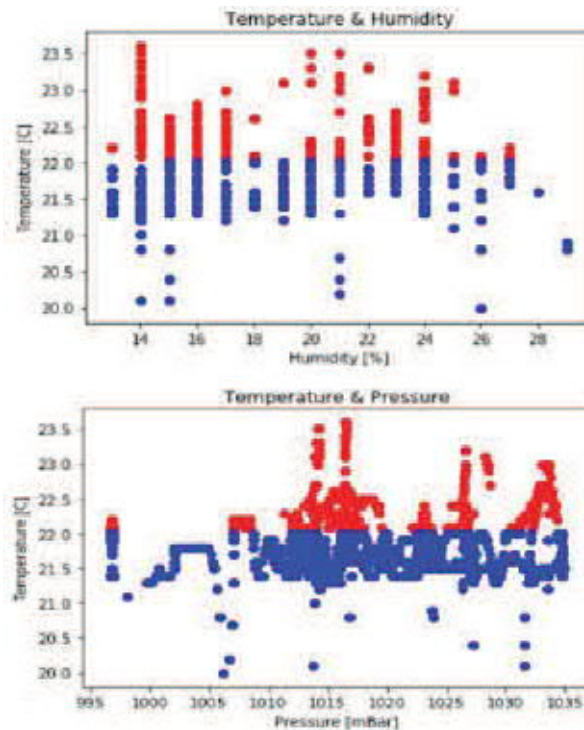 Temperature & Humidity
Temperature [C]
23.5
23.0
22.5
22.0
21.5
21.0
20.5
20.0
14 16 18 20 22 24 26 28
Humidity [%]
Temperature & Pressure
Temperature [C]
23.5
23.0
22.5
22.0
21.5
21.0
20.5
20.0
995 1000 1005 1010 1015 1020 1025 1030 1035
Pressure [mBar]